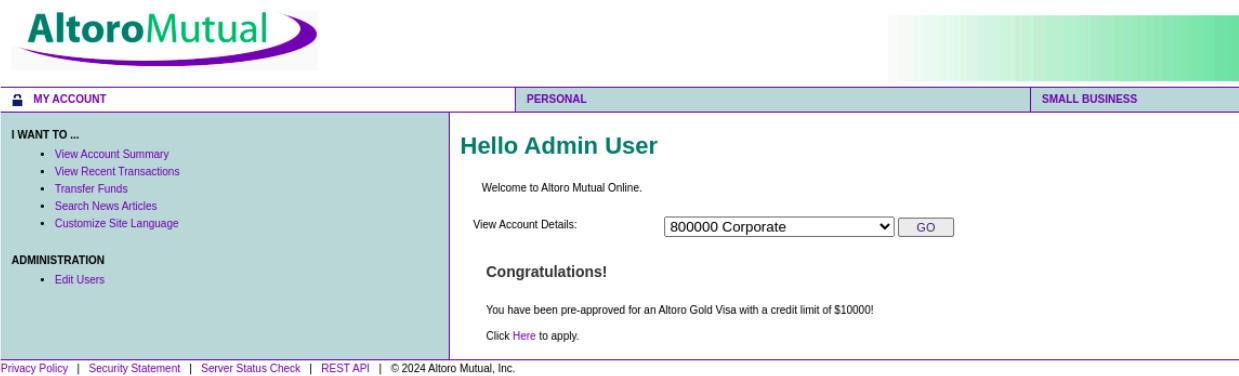 AltoroMutual
MY ACCOUNT
PERSONAL
SMALL BUSINESS
I WANT TO ...
View Account Summary
View Recent Transactions
Transfer Funds
Search News Articles
Customize Site Language
ADMINISTRATION
Edit Users
Hello Admin User
Welcome to Altoro Mutual Online.
View Account Details: 800000 Corporate GO
Congratulations!
You have been pre-approved for an Altoro Gold Visa with a credit limit of $10000!
Click Here to apply.
Privacy Policy | Security Statement | Server Status Check | REST API | © 2024 Altoro Mutual, Inc.